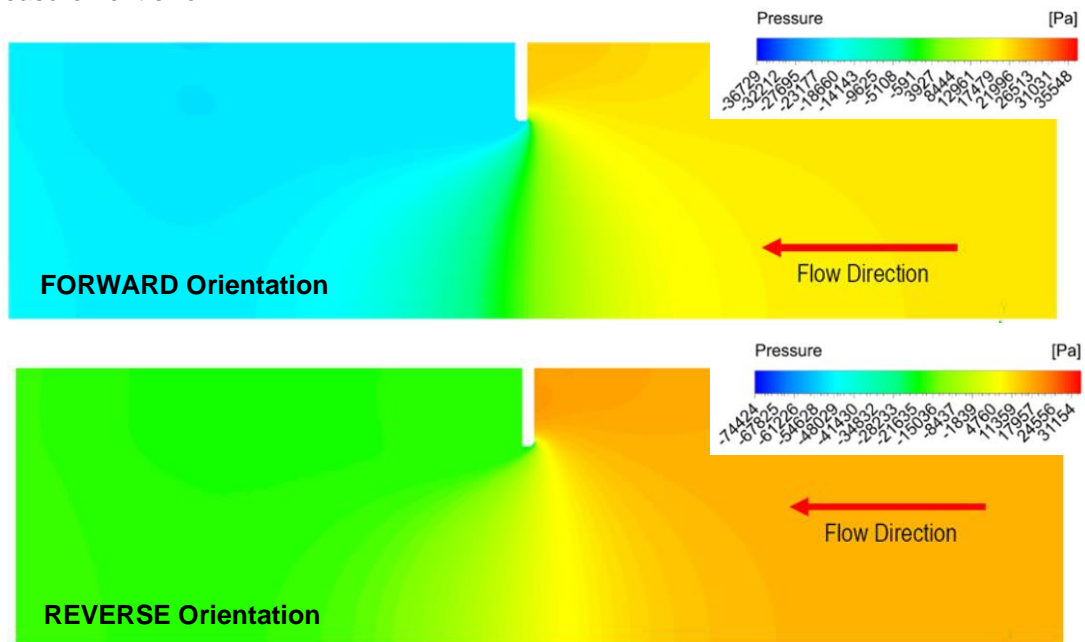 Pressure [Pa]
-36729 -32212 -27695 -23177 -18660 -14143 -9625 -5108 -591 3927 8444 12961 17479 21996 26513 31031 35548
Flow Direction
FORWARD Orientation
Pressure [Pa]
-74424 -67825 -61226 -54628 -48029 -41430 -34832 -28233 -21635 -15036 -8437 -1839 4760 11359 17957 24556 31154
Flow Direction
REVERSE Orientation